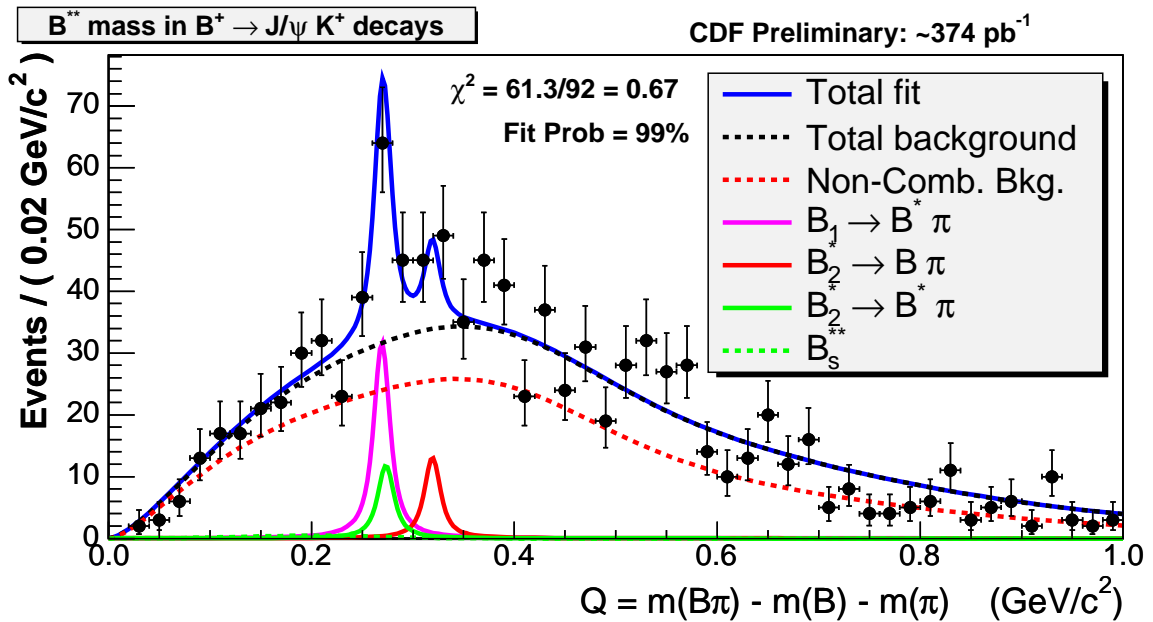 B** mass in B⁺ → J/ψ K⁺ decays
CDF Preliminary: ~374 pb⁻¹
χ² = 61.3/92 = 0.67
Fit Prob = 99%
Total fit
Total background
Non-Comb. Bkg.
B₁ → B* π
B₂* → B π
B₂* → B* π
Bₛ**
Events / ( 0.02 GeV/c² )
70
60
50
40
30
20
10
0
0.0 0.2 0.4 0.6 0.8 1.0
Q = m(Bπ) - m(B) - m(π) (GeV/c²)